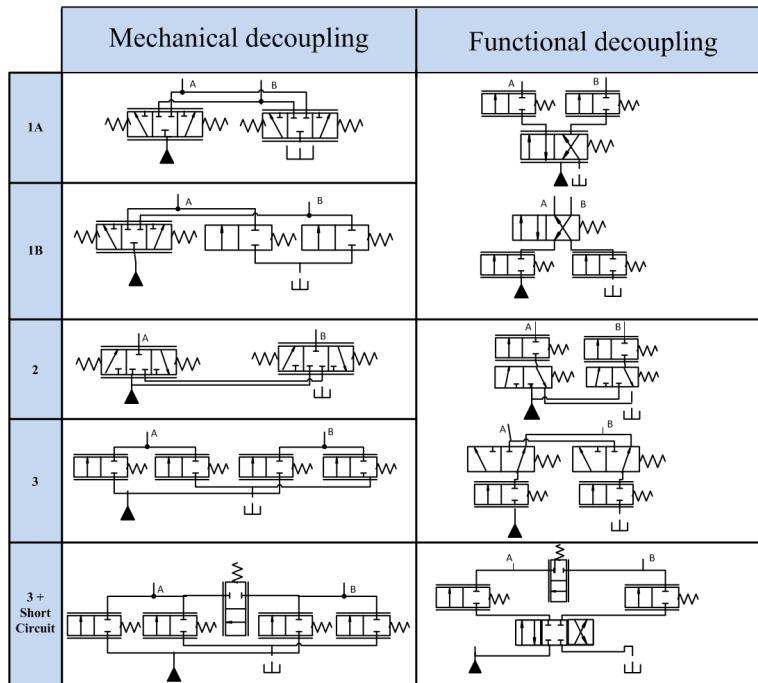 Mechanical decoupling
Functional decoupling
1A
A
B
A
B
1B
A
B
A
B
2
A
B
A
B
3
A
B
A
B
3 +
Short
Circuit
A
B
A
B